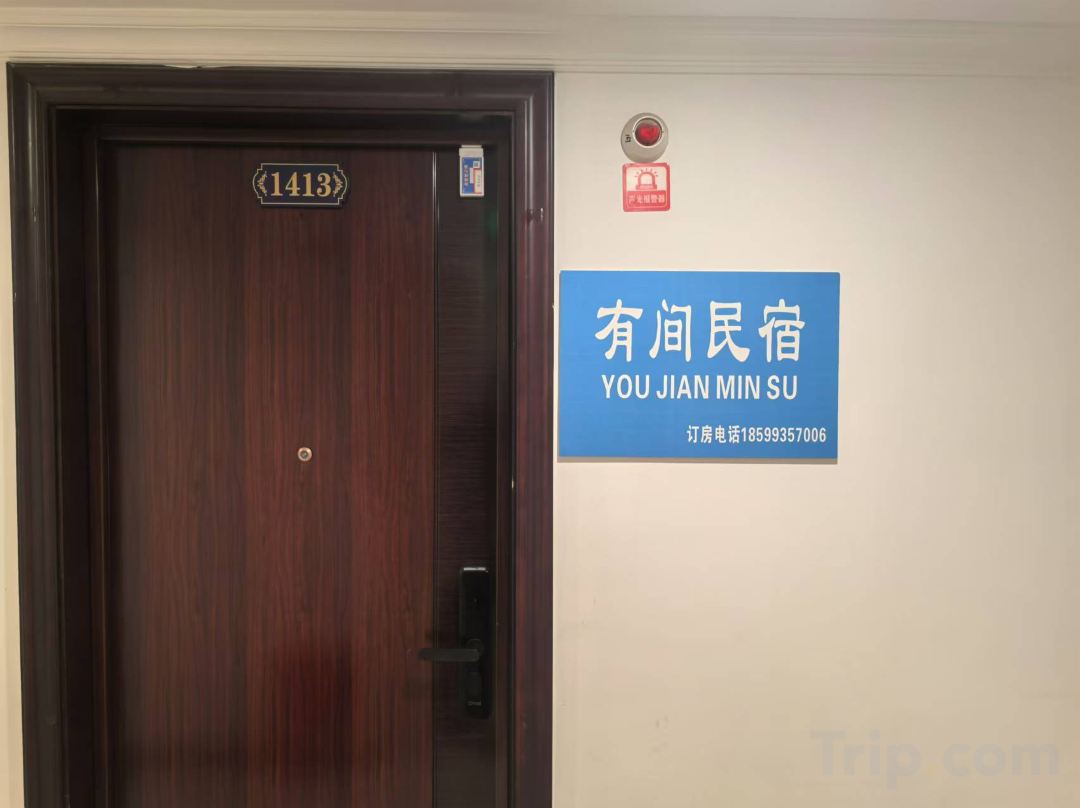 1413
声光报警器
有间民宿
YOU JIAN MIN SU
订房电话18599357006
Trip.com